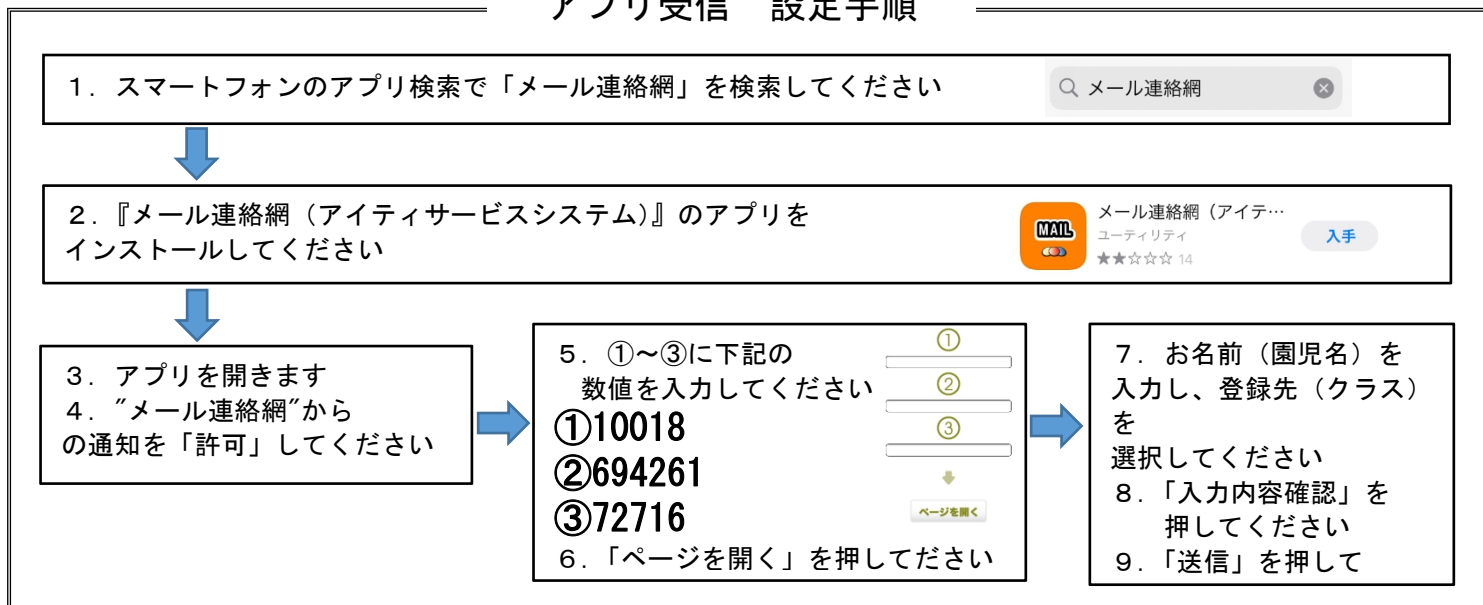 アプリ受信　設定手順
１．スマートフォンのアプリ検索で「メール連絡網」を検索してください
メール連絡網
２．『メール連絡網（アイティサービスシステム）』のアプリを
インストールしてください
メール連絡網（アイテ…
ユーティリティ
★★☆☆☆ 14
入手
MAIL
３．アプリを開きます
４．″メール連絡網″から
の通知を「許可」してください
５．①～③に下記の
数値を入力してください
①10018
②694261
③72716
６．「ページを開く」を押してださい
①
②
③
ページを開く
７．お名前（園児名）を
入力し、登録先（クラス）
を
選択してください
８．「入力内容確認」を
押してください
９．「送信」を押して